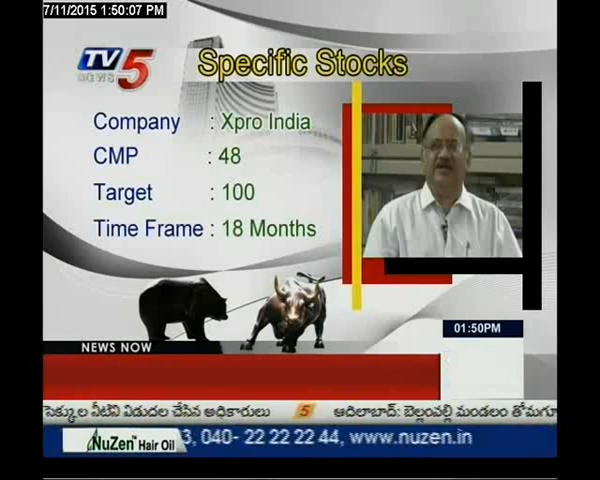 7/11/2015 1:50:07 PM
TV5
NEWS
Specific Stocks
Company : Xpro India
CMP : 48
Target : 100
Time Frame : 18 Months
01:50PM
NEWS NOW
సెక్కుల నీటిని విడుదల చేసిన అధికారులు 5 ఆదిలాబాద్: బెల్లంపల్లి మండలం తోమగూ
NuZen Hair Oil 3, 040- 22 22 22 44, www.nuzen.in